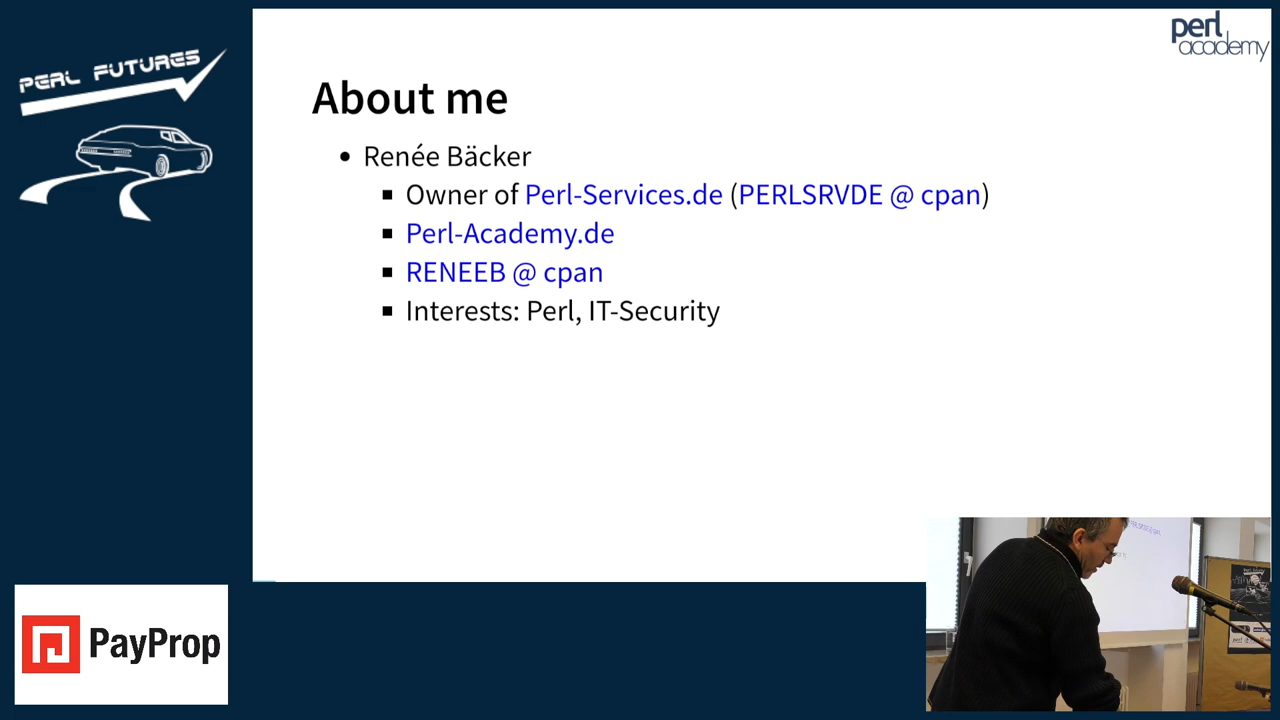 PERL FUTURES
perl
academy
About me
• Renée Bäcker
▪ Owner of Perl-Services.de (PERLSRVDE @ cpan)
▪ Perl-Academy.de
▪ RENEEB @ cpan
▪ Interests: Perl, IT-Security
PayProp